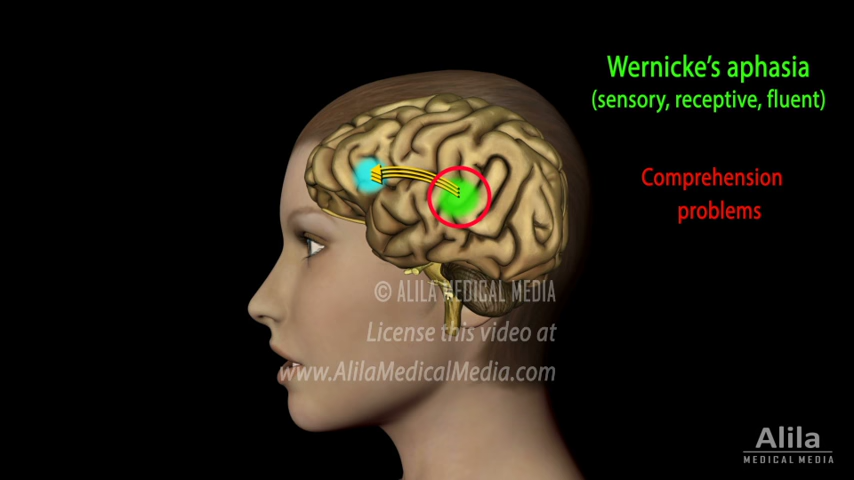 Wernicke’s aphasia
(sensory, receptive, fluent)
Comprehension
problems
© ALILA MEDICAL MEDIA
License this video at
www.AlilaMedicalMedia.com
Alila
MEDICAL MEDIA